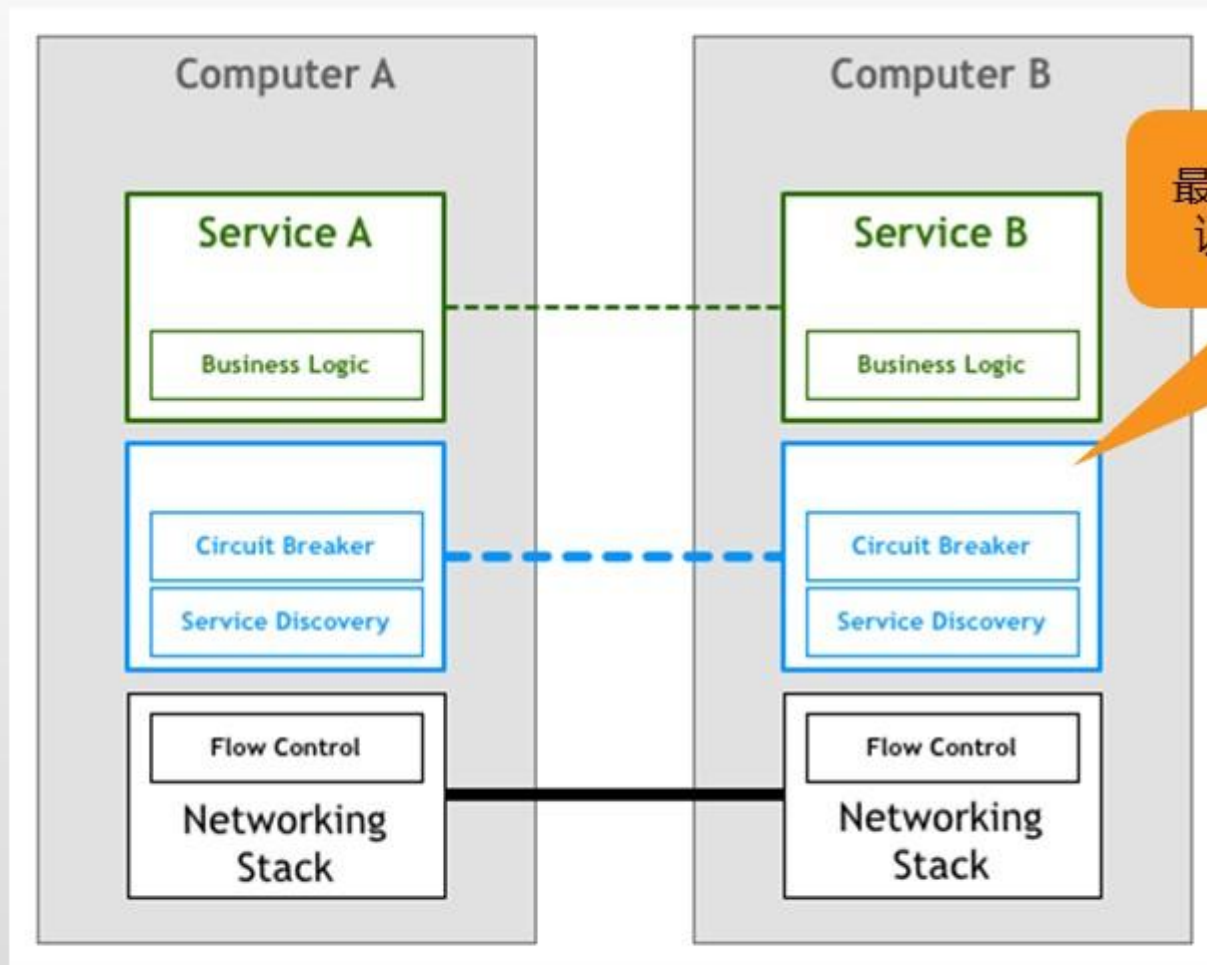 Computer A
Computer B
最
Service A
Service B
Business Logic
Business Logic
Circuit Breaker
Circuit Breaker
Service Discovery
Service Discovery
Flow Control
Flow Control
Networking
Stack
Networking
Stack